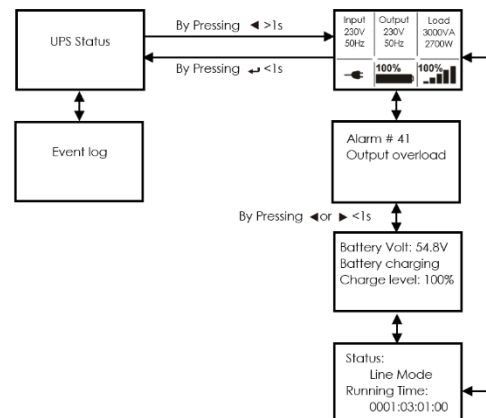 UPS Status
By Pressing ◄ >1s
By Pressing ↵ <1s
Input Output Load
230V 230V 3000VA
50Hz 50Hz 2700W
100% 100%
Event log
Alarm # 41
Output overload
By Pressing ◄or ► <1s
Battery Volt: 54.8V
Battery charging
Charge level: 100%
Status:
Line Mode
Running Time:
0001:03:01:00